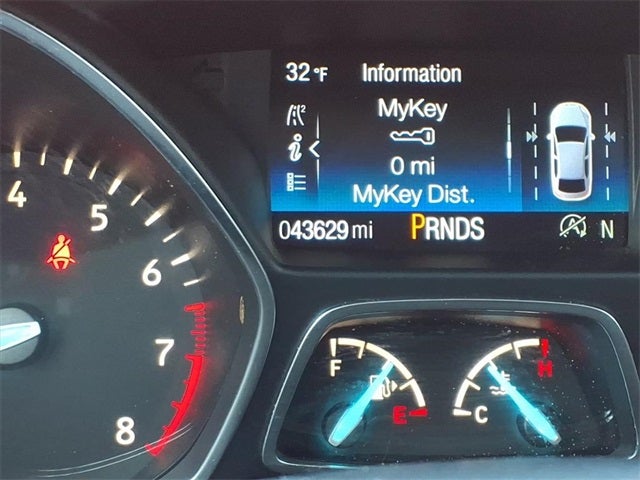 32°F Information
MyKey
0 mi
MyKey Dist.
043629 mi PRNDS N
4
5
6
7
8
F E
C H